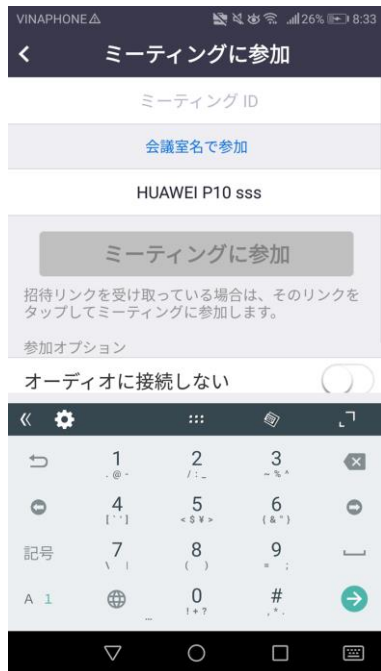 VINAPHONE 26% 8:33
ミーティングに参加
ミーティング ID
会議室名で参加
HUAWEI P10 sss
ミーティングに参加
招待リンクを受け取っている場合は、そのリンクを
タップしてミーティングに参加します。
参加オプション
オーディオに接続しない
1 2 3
. @ - / : _ ~ % ^
4 5 6
[ ` ' ] < $ ¥ > ( & " )
記号 7 8 9
\ | ( ) = ;
A 1 0 #
... ! + ? , * .